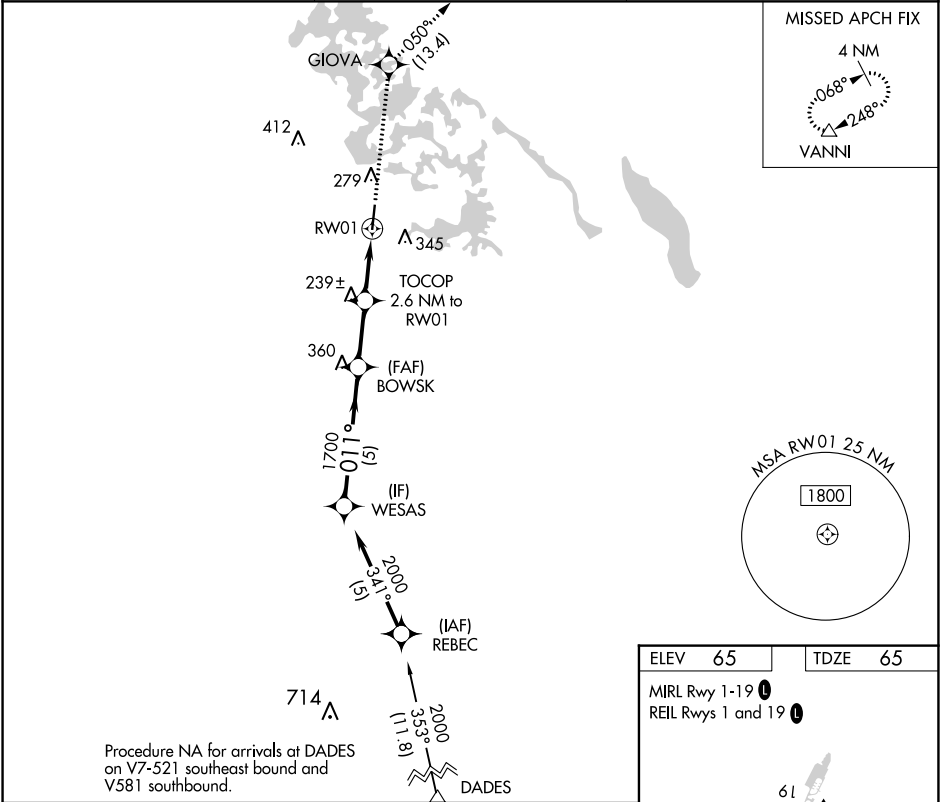 MISSED APCH FIX
4 NM
068°
248°
VANNI
050°
(13.4)
GIOVA
412
279
RW01
345
239±
TOCOP
2.6 NM to
RW01
360
(FAF)
BOWSK
1700
011°
(5)
(IF)
WESAS
2000
341°
(5)
(IAF)
REBEC
2000
353°
(11.8)
DADES
714
Procedure NA for arrivals at DADES
on V7-521 southeast bound and
V581 southbound.
MSA RW01 25 NM
1800
ELEV 65
TDZE 65
MIRL Rwy 1-19 L
REIL Rwys 1 and 19 L
19